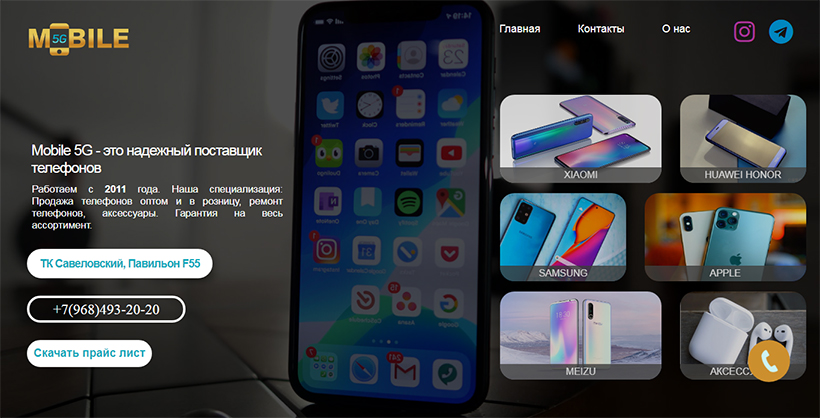 MOBILE
5G
Главная
Контакты
О нас
Mobile 5G - это надежный поставщик
телефонов
Работаем с 2011 года. Наша специализация:
Продажа телефонов оптом и в розницу, ремонт
телефонов, аксессуары. Гарантия на весь
ассортимент.
ТК Савеловский, Павильон F55
+7(968)493-20-20
Скачать прайс лист
XIAOMI
HUAWEI HONOR
SAMSUNG
APPLE
MEIZU
АКСЕСС